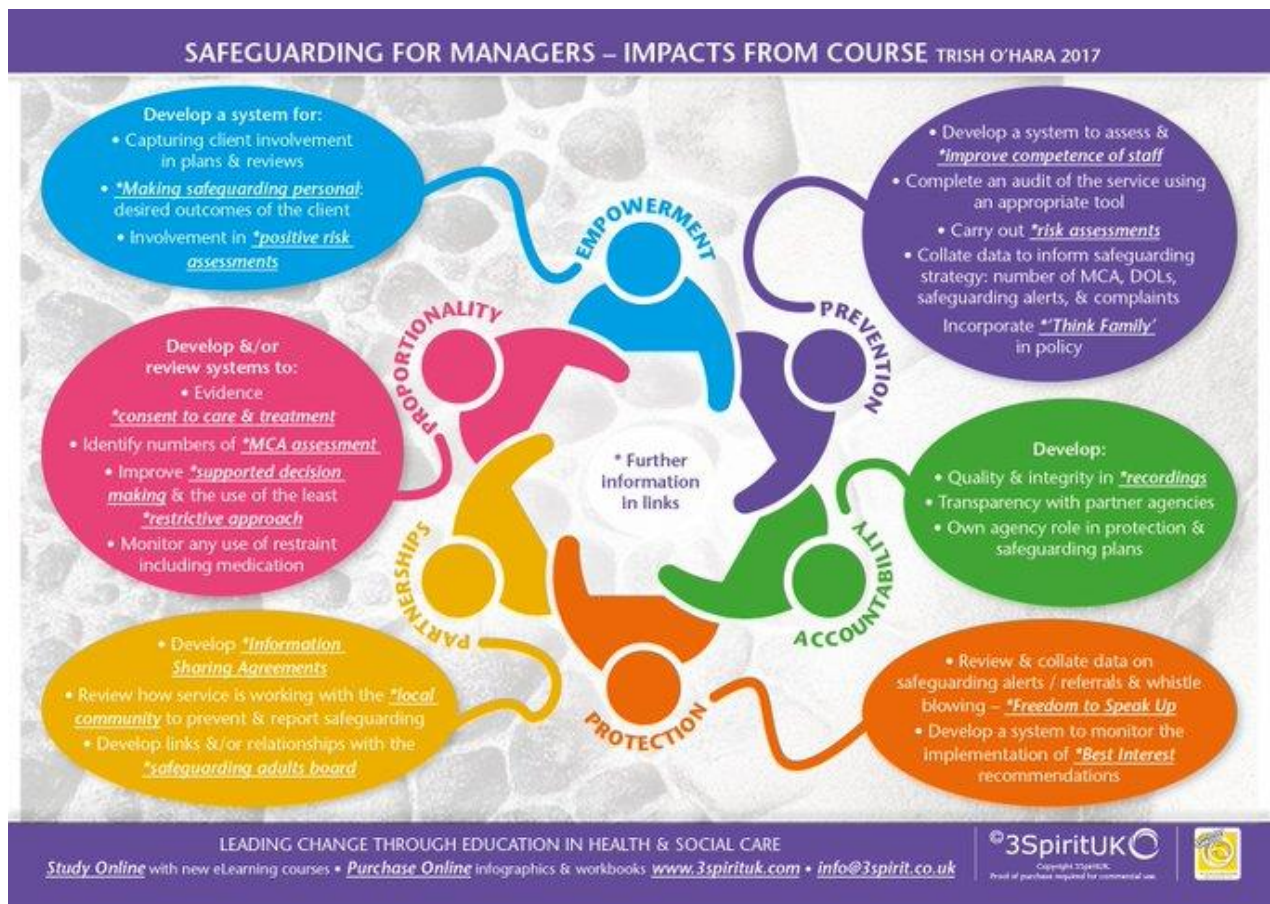 SAFEGUARDING FOR MANAGERS – IMPACTS FROM COURSE TRISH O'HARA 2017
Develop a system for:
• Capturing client involvement
in plans & reviews
• *Making safeguarding personal:
desired outcomes of the client
• Involvement in *positive risk
assessments
EMPOWERMENT
• Develop a system to assess &
*improve competence of staff
• Complete an audit of the service using
an appropriate tool
• Carry out *risk assessments
• Collate data to inform safeguarding
strategy: number of MCA, DOLs,
safeguarding alerts, & complaints
Incorporate *'Think Family'
in policy
PREVENTION
Develop &/or
review systems to:
• Evidence
*consent to care & treatment
• Identify numbers of *MCA assessment
• Improve *supported decision
making & the use of the least
*restrictive approach
• Monitor any use of restraint
including medication
PROPORTIONALITY
* Further
information
in links
Develop:
• Quality & integrity in *recordings
• Transparency with partner agencies
• Own agency role in protection &
safeguarding plans
ACCOUNTABILITY
• Develop *Information
Sharing Agreements
• Review how service is working with the *local
community to prevent & report safeguarding
• Develop links &/or relationships with the
*safeguarding adults board
PARTNERSHIPS
PROTECTION
• Review & collate data on
safeguarding alerts / referrals & whistle
blowing – *Freedom to Speak Up
• Develop a system to monitor the
implementation of *Best Interest
recommendations
LEADING CHANGE THROUGH EDUCATION IN HEALTH & SOCIAL CARE
Study Online with new eLearning courses • Purchase Online infographics & workbooks www.3spirituk.com • info@3spirit.co.uk
©3SpiritUK
Copyright 3SpiritUK.
Proof of purchase required for commercial use.